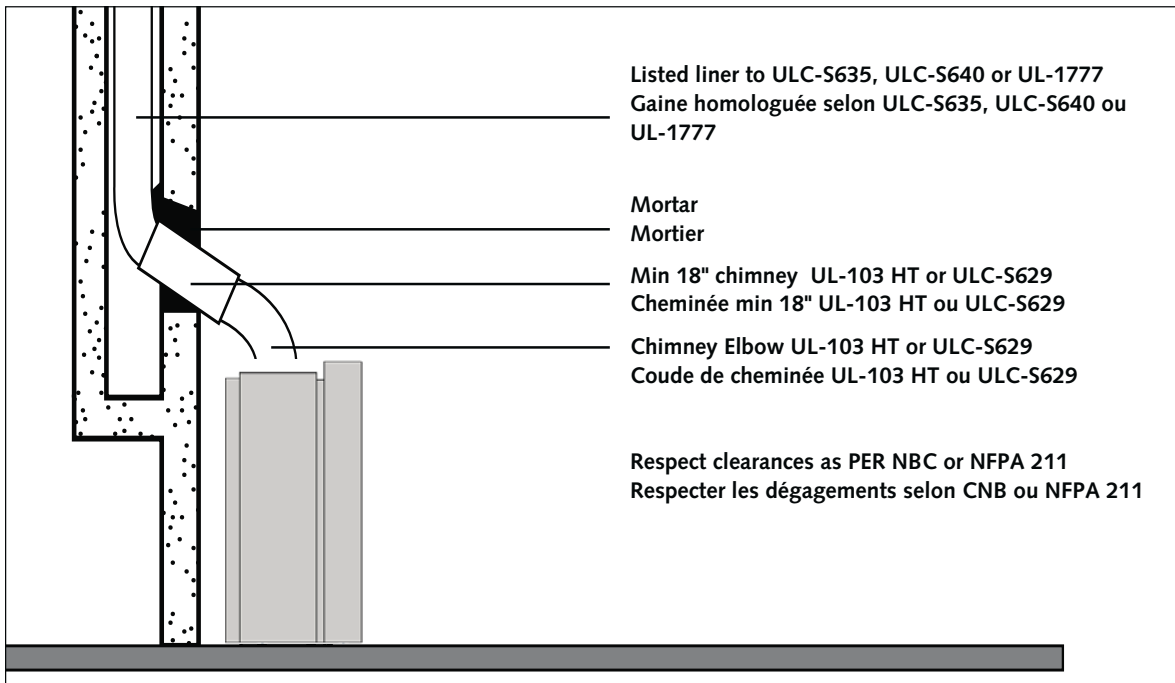 Listed liner to ULC-S635, ULC-S640 or UL-1777
Gaine homologuée selon ULC-S635, ULC-S640 ou
UL-1777
Mortar
Mortier
Min 18" chimney  UL-103 HT or ULC-S629
Cheminée min 18" UL-103 HT ou ULC-S629
Chimney Elbow UL-103 HT or ULC-S629
Coude de cheminée UL-103 HT ou ULC-S629
Respect clearances as PER NBC or NFPA 211
Respecter les dégagements selon CNB ou NFPA 211